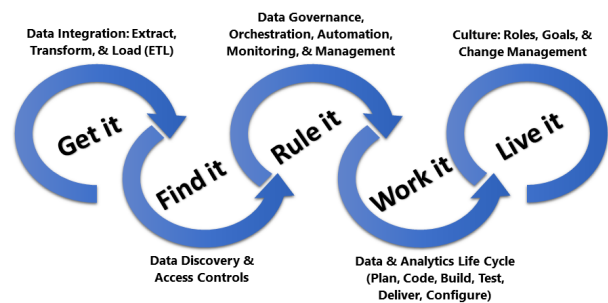 Data Integration: Extract,
Transform, & Load (ETL)
Data Governance,
Orchestration, Automation,
Monitoring, & Management
Culture: Roles, Goals, &
Change Management
Get it
Find it
Rule it
Work it
Live it
Data Discovery &
Access Controls
Data & Analytics Life Cycle
(Plan, Code, Build, Test,
Deliver, Configure)